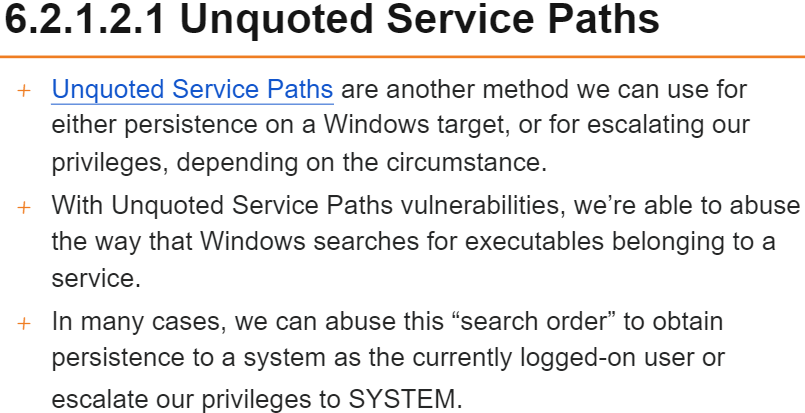 6.2.1.2.1 Unquoted Service Paths
+ Unquoted Service Paths are another method we can use for
either persistence on a Windows target, or for escalating our
privileges, depending on the circumstance.
+ With Unquoted Service Paths vulnerabilities, we’re able to abuse
the way that Windows searches for executables belonging to a
service.
+ In many cases, we can abuse this “search order” to obtain
persistence to a system as the currently logged-on user or
escalate our privileges to SYSTEM.